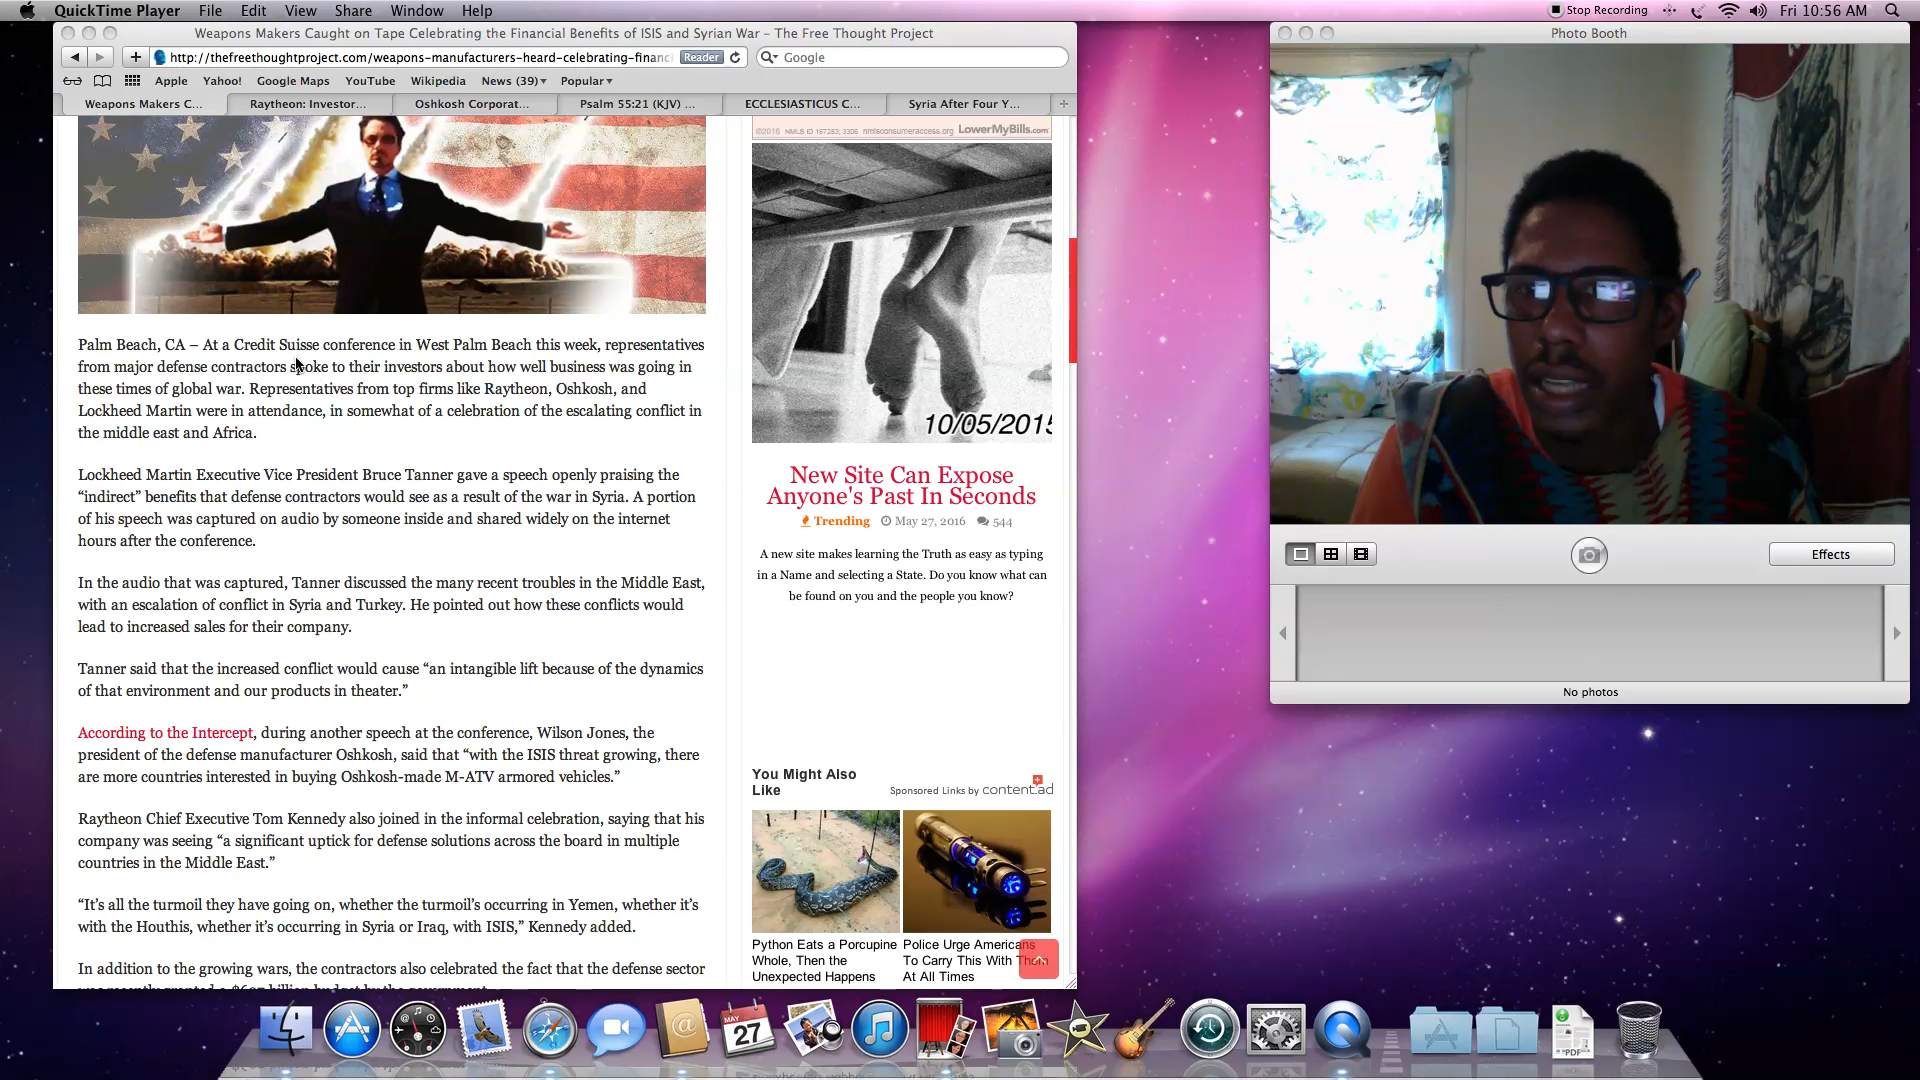 QuickTime Player File Edit View Share Window Help
Stop Recording Fri 10:56 AM
Weapons Makers Caught on Tape Celebrating the Financial Benefits of ISIS and Syrian War – The Free Thought Project
http://thefreethoughtproject.com/weapons-manufacturers-heard-celebrating-financ Reader Google
Apple Yahoo! Google Maps YouTube Wikipedia News (39) Popular
Weapons Makers C... Raytheon: Investor... Oshkosh Corporat... Psalm 55:21 (KJV) ... ECCLESIASTICUS C... Syria After Four Y...
©2016 NMLS ID 167283; 3306 nmlsconsumeraccess.org LowerMyBills.com
Palm Beach, CA – At a Credit Suisse conference in West Palm Beach this week, representatives
from major defense contractors spoke to their investors about how well business was going in
these times of global war. Representatives from top firms like Raytheon, Oshkosh, and
Lockheed Martin were in attendance, in somewhat of a celebration of the escalating conflict in
the middle east and Africa.
Lockheed Martin Executive Vice President Bruce Tanner gave a speech openly praising the
“indirect” benefits that defense contractors would see as a result of the war in Syria. A portion
of his speech was captured on audio by someone inside and shared widely on the internet
hours after the conference.
In the audio that was captured, Tanner discussed the many recent troubles in the Middle East,
with an escalation of conflict in Syria and Turkey. He pointed out how these conflicts would
lead to increased sales for their company.
Tanner said that the increased conflict would cause “an intangible lift because of the dynamics
of that environment and our products in theater.”
According to the Intercept, during another speech at the conference, Wilson Jones, the
president of the defense manufacturer Oshkosh, said that “with the ISIS threat growing, there
are more countries interested in buying Oshkosh-made M-ATV armored vehicles.”
Raytheon Chief Executive Tom Kennedy also joined in the informal celebration, saying that his
company was seeing “a significant uptick for defense solutions across the board in multiple
countries in the Middle East.”
“It’s all the turmoil they have going on, whether the turmoil’s occurring in Yemen, whether it’s
with the Houthis, whether it’s occurring in Syria or Iraq, with ISIS,” Kennedy added.
In addition to the growing wars, the contractors also celebrated the fact that the defense sector
10/05/2015
New Site Can Expose
Anyone's Past In Seconds
Trending May 27, 2016 544
A new site makes learning the Truth as easy as typing
in a Name and selecting a State. Do you know what can
be found on you and the people you know?
You Might Also
Like
Sponsored Links by content.ad
Python Eats a Porcupine
Whole, Then the
Unexpected Happens
Police Urge Americans
To Carry This With Them
At All Times
Photo Booth
Effects
No photos
MAY
27
PDF